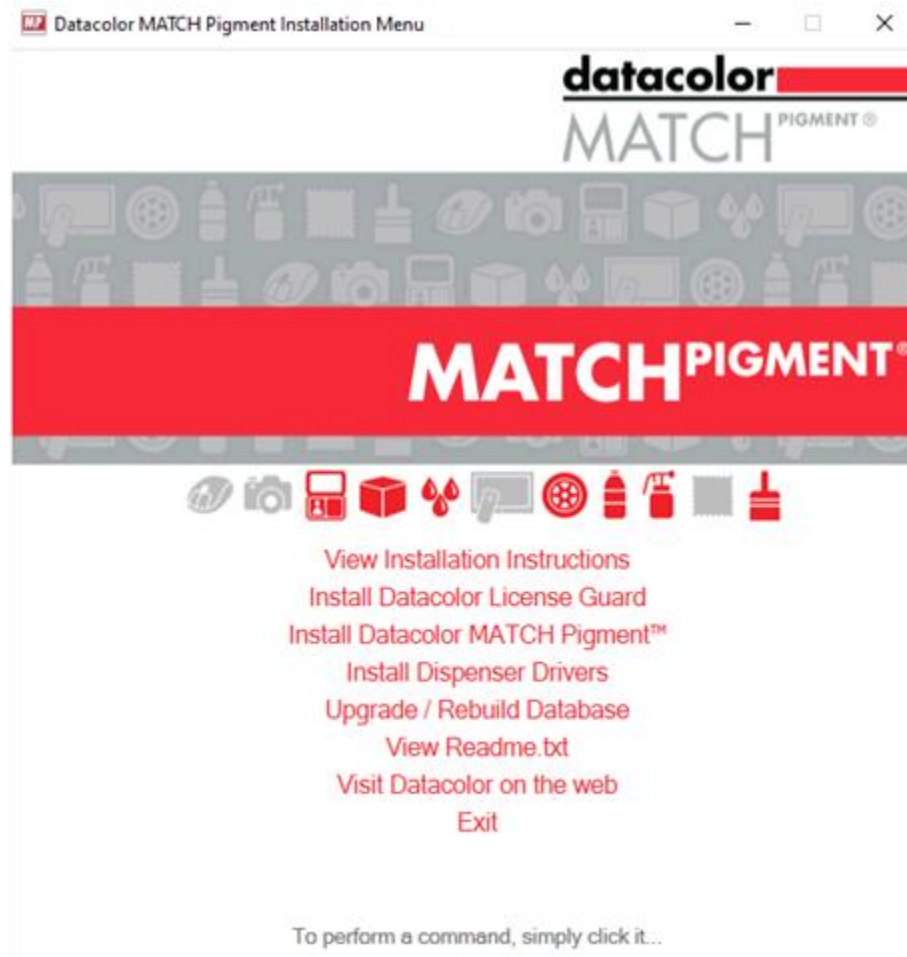 MP Datacolor MATCH Pigment Installation Menu
datacolor
MATCH PIGMENT ®
MATCHPIGMENT®
View Installation Instructions
Install Datacolor License Guard
Install Datacolor MATCH Pigment™
Install Dispenser Drivers
Upgrade / Rebuild Database
View Readme.txt
Visit Datacolor on the web
Exit
To perform a command, simply click it...